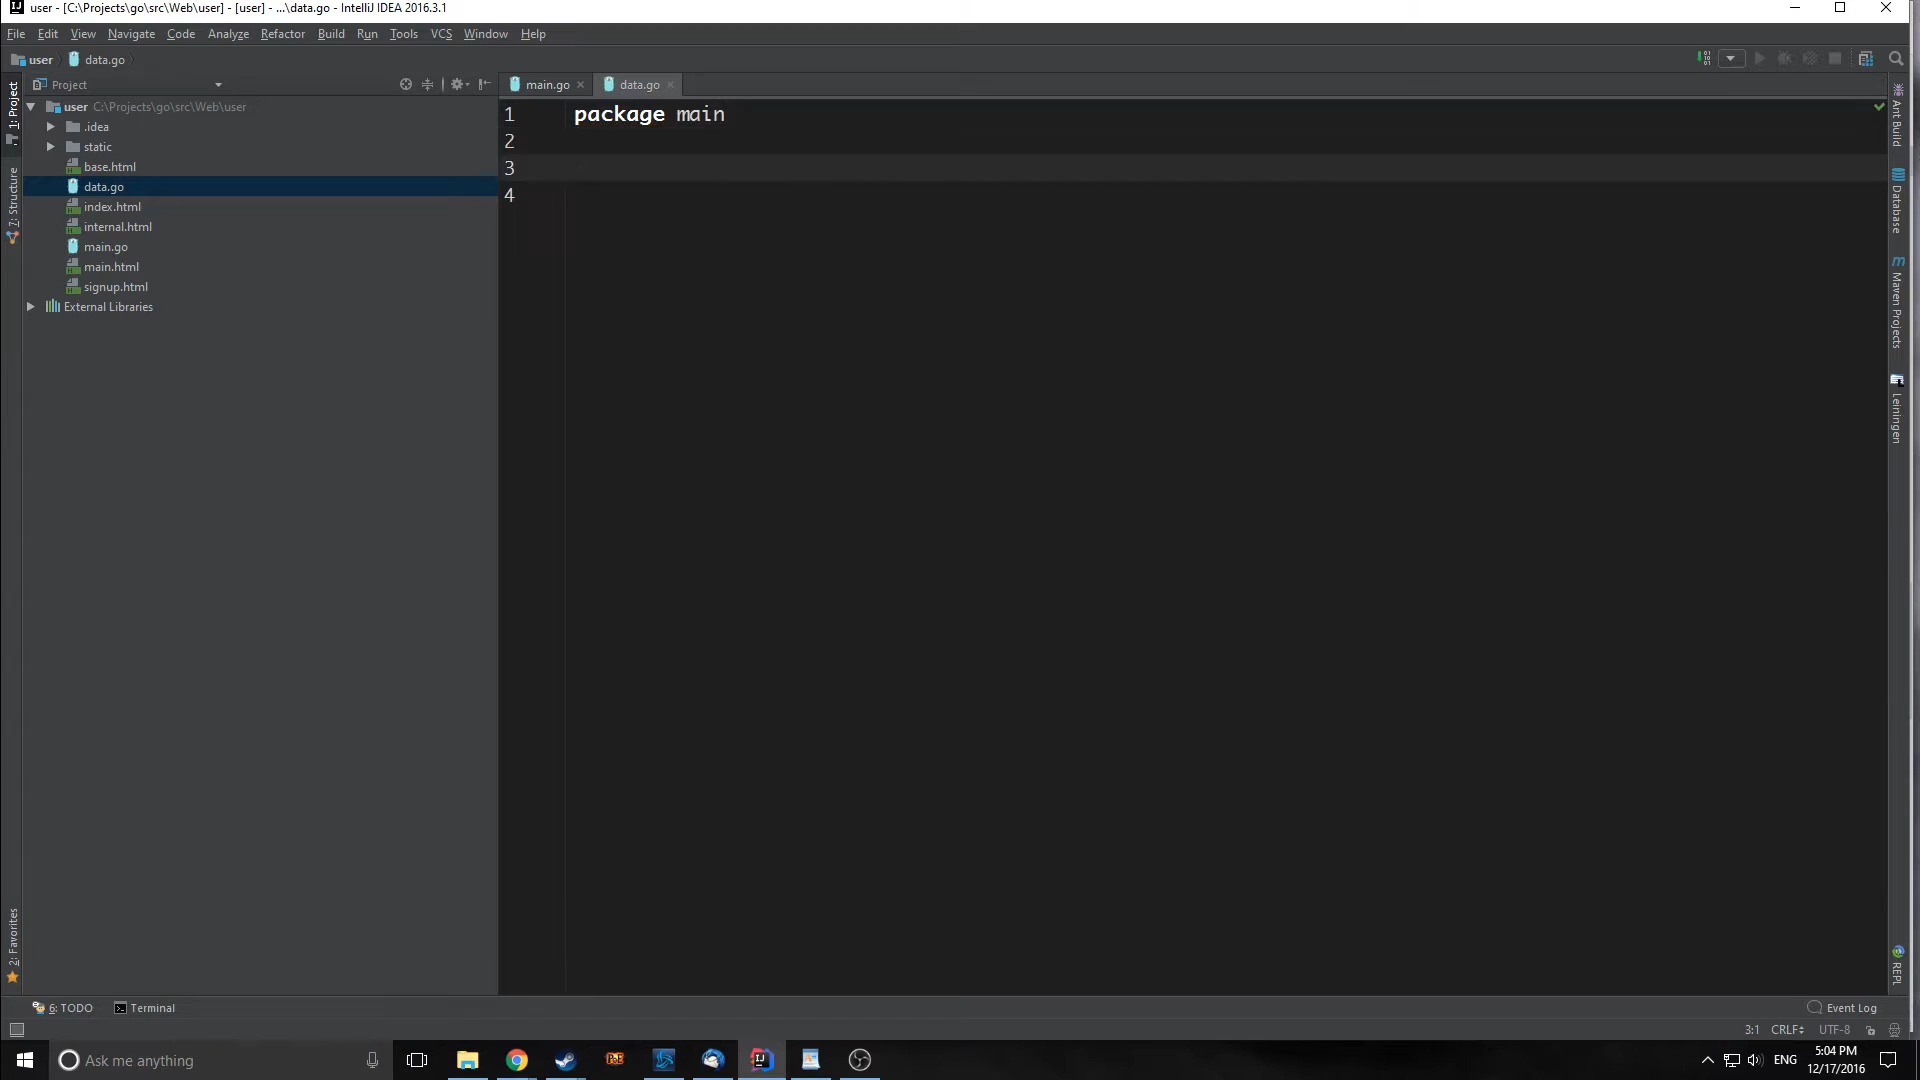 user - [C:\Projects\go\src\Web\user] - [user] - ...\data.go - IntelliJ IDEA 2016.3.1
File Edit View Navigate Code Analyze Refactor Build Run Tools VCS Window Help
user data.go
Project
main.go data.go
1: Project
7: Structure
2: Favorites
user C:\Projects\go\src\Web\user
.idea
static
base.html
data.go
index.html
internal.html
main.go
main.html
signup.html
External Libraries
1 package main
2
3
4
Ant Build
Database
Maven Projects
Leiningen
REPL
6: TODO Terminal Event Log
3:1 CRLF UTF-8
Ask me anything
PoE
ENG
5:04 PM
12/17/2016